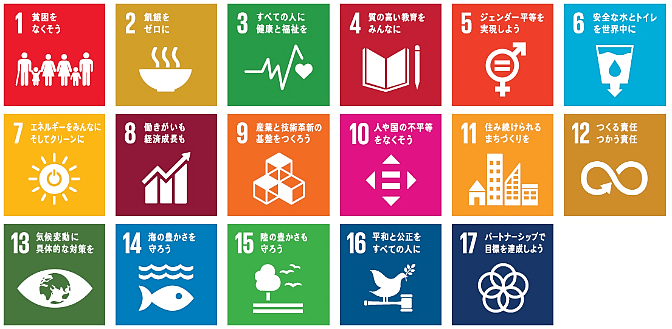 1 貧困を
なくそう
2 飢餓を
ゼロに
3 すべての人に
健康と福祉を
4 質の高い教育を
みんなに
5 ジェンダー平等を
実現しよう
6 安全な水とトイレ
を世界中に
7 エネルギーをみんなに
そしてクリーンに
8 働きがいも
経済成長も
9 産業と技術革新の
基盤をつくろう
10 人や国の不平等
をなくそう
11 住み続けられる
まちづくりを
12 つくる責任
つかう責任
13 気候変動に
具体的な対策を
14 海の豊かさを
守ろう
15 陸の豊かさも
守ろう
16 平和と公正を
すべての人に
17 パートナーシップで
目標を達成しよう